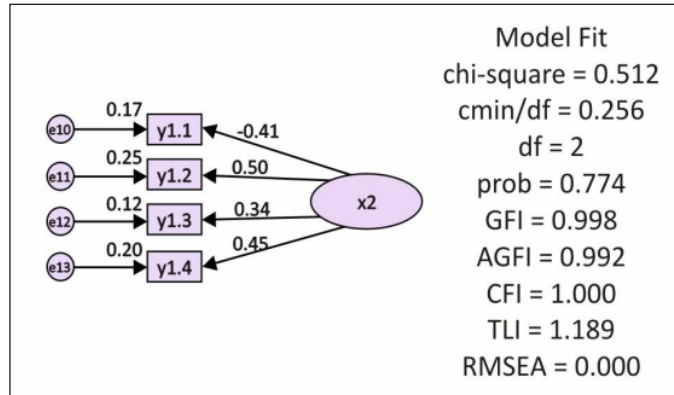 Model Fit
chi-square = 0.512
cmin/df = 0.256
df = 2
prob = 0.774
GFI = 0.998
AGFI = 0.992
CFI = 1.000
TLI = 1.189
RMSEA = 0.000
e10 0.17 y1.1 -0.41
e11 0.25 y1.2 0.50
e12 0.12 y1.3 0.34
e13 0.20 y1.4 0.45
x2